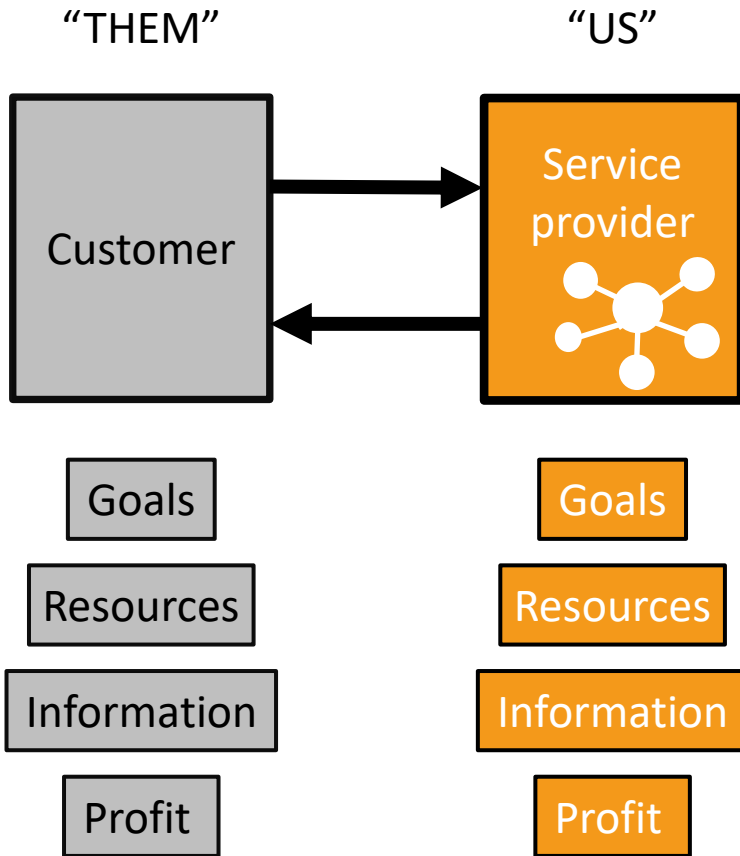 “THEM”
“US”
Customer
Service
provider
Goals
Goals
Resources
Resources
Information
Information
Profit
Profit